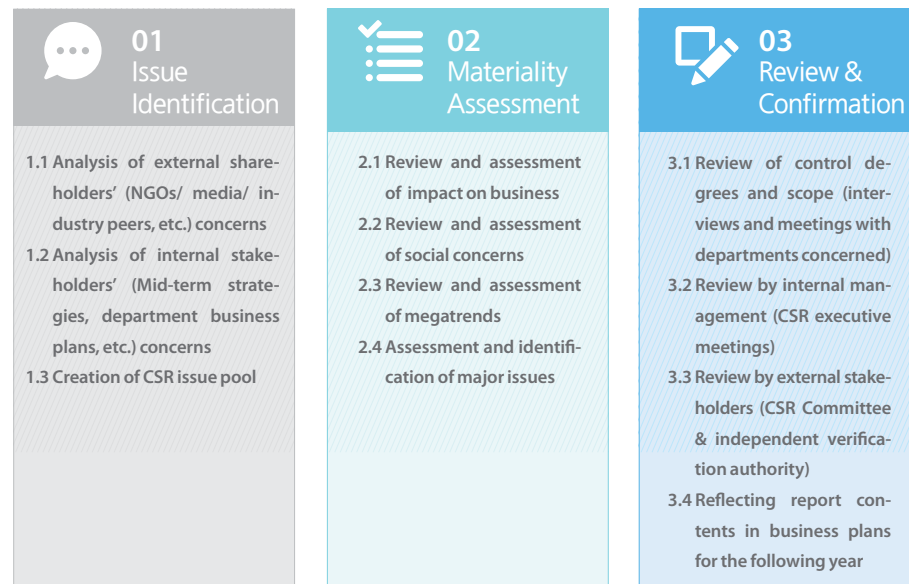 01
Issue
Identification
1.1 Analysis of external share-
holders’ (NGOs/ media/ in-
dustry peers, etc.) concerns
1.2 Analysis of internal stake-
holders’ (Mid-term strate-
gies, department business
plans, etc.) concerns
1.3 Creation of CSR issue pool
02
Materiality
Assessment
2.1 Review and assessment
of impact on business
2.2 Review and assessment
of social concerns
2.3 Review and assessment
of megatrends
2.4 Assessment and identifi-
cation of major issues
03
Review &
Confirmation
3.1 Review of control de-
grees and scope (inter-
views and meetings with
departments concerned)
3.2 Review by internal man-
agement (CSR executive
meetings)
3.3 Review by external stake-
holders (CSR Committee
& independent verifica-
tion authority)
3.4 Reflecting report con-
tents in business plans
for the following year